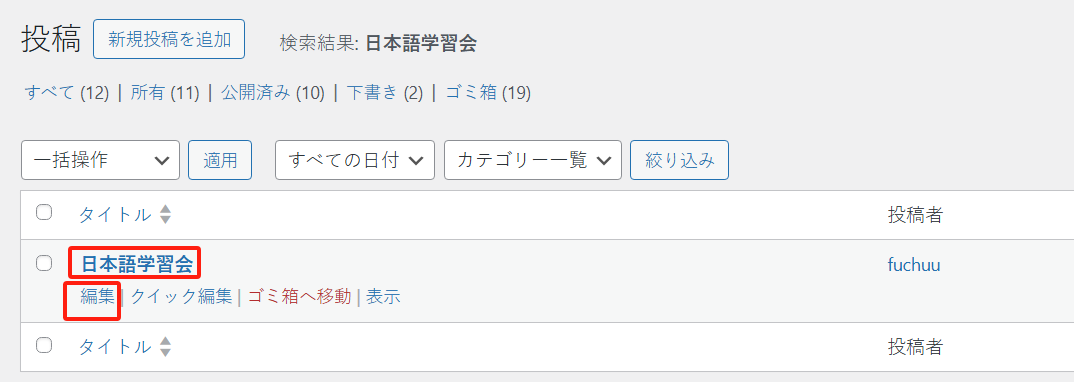 投稿 新規投稿を追加 検索結果: 日本語学習会
すべて (12) | 所有 (11) | 公開済み (10) | 下書き (2) | ゴミ箱 (19)
一括操作 適用 すべての日付 カテゴリー一覧 絞り込み
タイトル 投稿者
日本語学習会 fuchuu
編集 | クイック編集 | ゴミ箱へ移動 | 表示
タイトル 投稿者